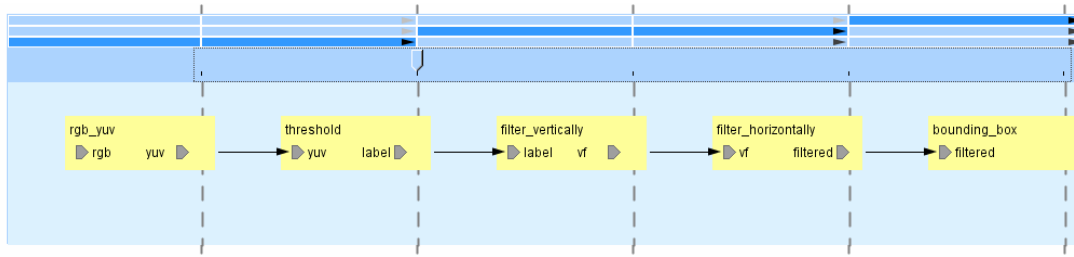 rgb_yuv
rgb yuv
threshold
yuv label
filter_vertically
label vf
filter_horizontally
vf filtered
bounding_box
filtered